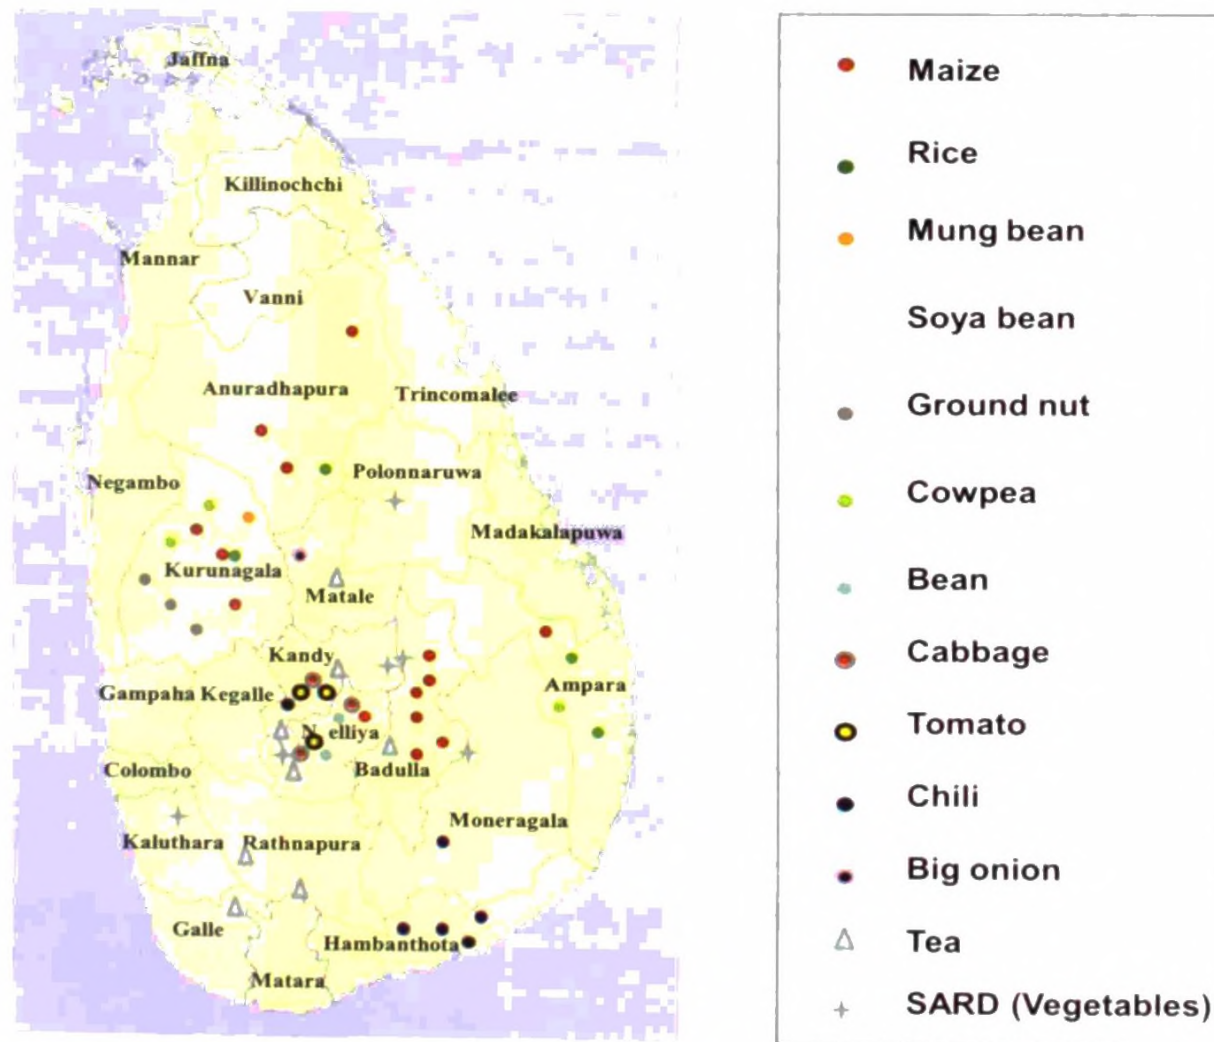 Jaffna
Killinochchi
Mannar
Vanni
Anuradhapura
Trincomalee
Polonnaruwa
Negambo
Madakalapuwa
Kurunagala
Matale
Kandy
Ampara
Gampaha Kegalle
N elliya
Colombo
Badulla
Moneragala
Kaluthara
Rathnapura
Galle
Hambanthota
Matara
Maize
Rice
Mung bean
Soya bean
Ground nut
Cowpea
Bean
Cabbage
Tomato
Chili
Big onion
Tea
SARD (Vegetables)